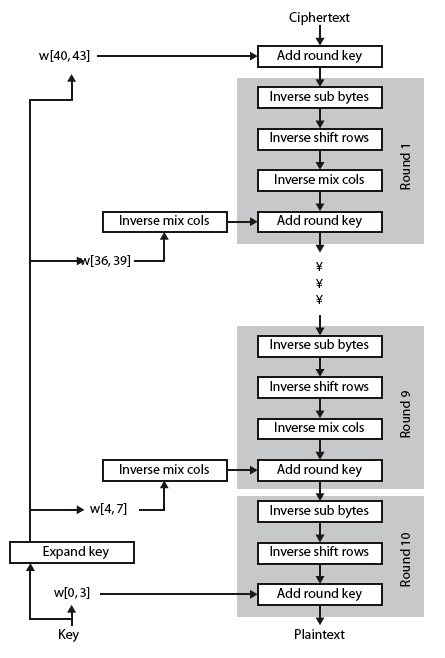 Ciphertext
w[40, 43]
Add round key
Inverse sub bytes
Inverse shift rows
Inverse mix cols
Round 1
Inverse mix cols
Add round key
w[36, 39]
¥
¥
¥
Inverse sub bytes
Inverse shift rows
Inverse mix cols
Round 9
Inverse mix cols
Add round key
w[4, 7]
Inverse sub bytes
Expand key
Inverse shift rows
Round 10
w[0, 3]
Add round key
Key
Plaintext